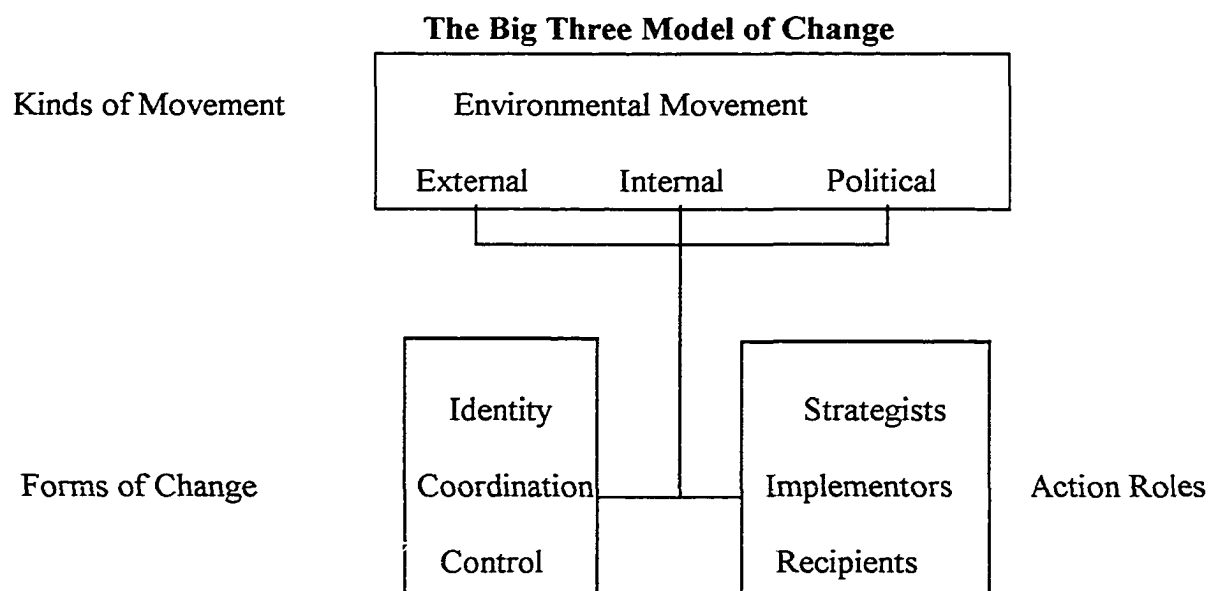 The Big Three Model of Change
Kinds of Movement
Environmental Movement
External Internal Political
Identity
Strategists
Forms of Change
Coordination
Implementors
Action Roles
Control
Recipients